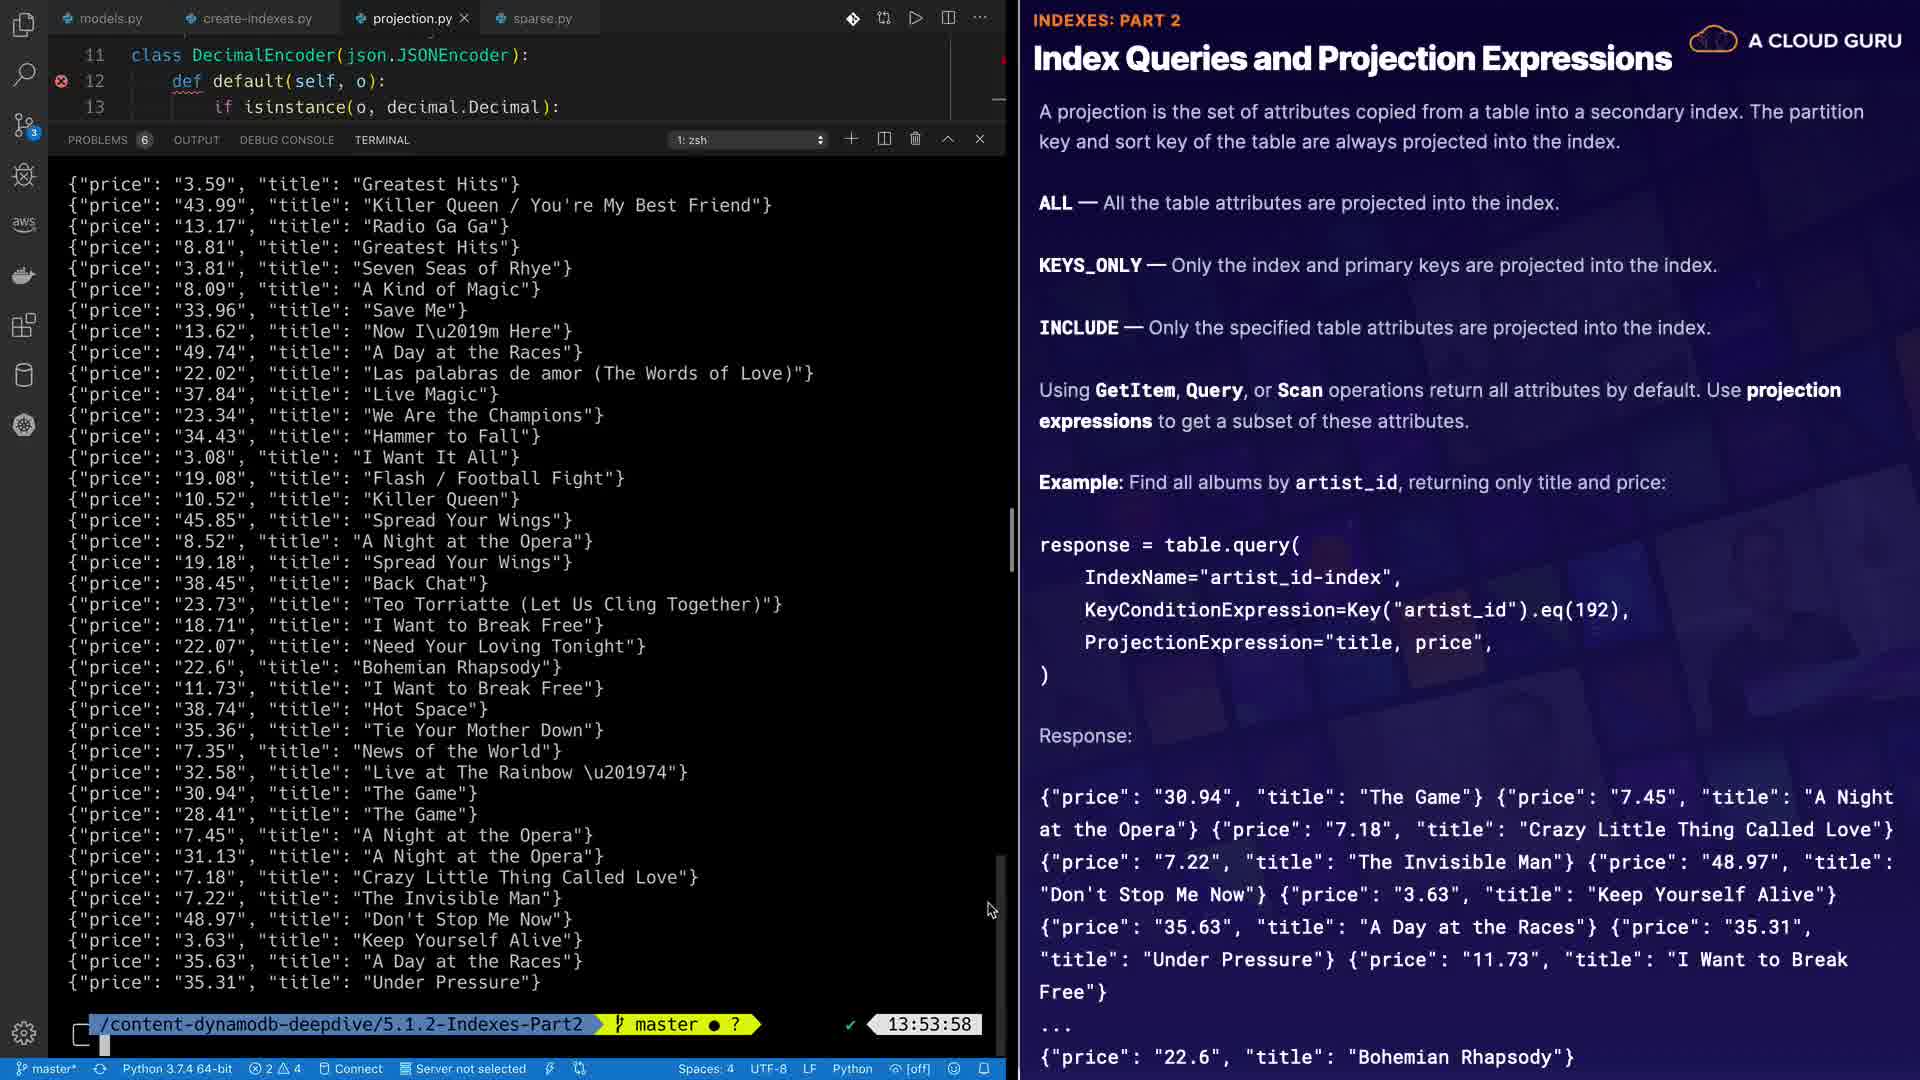 models.py
create-indexes.py
projection.py
sparse.py
11 class DecimalEncoder(json.JSONEncoder):
12 def default(self, o):
13 if isinstance(o, decimal.Decimal):
PROBLEMS 6 OUTPUT DEBUG CONSOLE TERMINAL 1: zsh
3
aws
{"price": "3.59", "title": "Greatest Hits"}
{"price": "43.99", "title": "Killer Queen / You're My Best Friend"}
{"price": "13.17", "title": "Radio Ga Ga"}
{"price": "8.81", "title": "Greatest Hits"}
{"price": "3.81", "title": "Seven Seas of Rhye"}
{"price": "8.09", "title": "A Kind of Magic"}
{"price": "33.96", "title": "Save Me"}
{"price": "13.62", "title": "Now I\u2019m Here"}
{"price": "49.74", "title": "A Day at the Races"}
{"price": "22.02", "title": "Las palabras de amor (The Words of Love)"}
{"price": "37.84", "title": "Live Magic"}
{"price": "23.34", "title": "We Are the Champions"}
{"price": "34.43", "title": "Hammer to Fall"}
{"price": "3.08", "title": "I Want It All"}
{"price": "19.08", "title": "Flash / Football Fight"}
{"price": "10.52", "title": "Killer Queen"}
{"price": "45.85", "title": "Spread Your Wings"}
{"price": "8.52", "title": "A Night at the Opera"}
{"price": "19.18", "title": "Spread Your Wings"}
{"price": "38.45", "title": "Back Chat"}
{"price": "23.73", "title": "Teo Torriatte (Let Us Cling Together)"}
{"price": "18.71", "title": "I Want to Break Free"}
{"price": "22.07", "title": "Need Your Loving Tonight"}
{"price": "22.6", "title": "Bohemian Rhapsody"}
{"price": "11.73", "title": "I Want to Break Free"}
{"price": "38.74", "title": "Hot Space"}
{"price": "35.36", "title": "Tie Your Mother Down"}
{"price": "7.35", "title": "News of the World"}
{"price": "32.58", "title": "Live at The Rainbow \u201974"}
{"price": "30.94", "title": "The Game"}
{"price": "28.41", "title": "The Game"}
{"price": "7.45", "title": "A Night at the Opera"}
{"price": "31.13", "title": "A Night at the Opera"}
{"price": "7.18", "title": "Crazy Little Thing Called Love"}
{"price": "7.22", "title": "The Invisible Man"}
{"price": "48.97", "title": "Don't Stop Me Now"}
{"price": "3.63", "title": "Keep Yourself Alive"}
{"price": "35.63", "title": "A Day at the Races"}
{"price": "35.31", "title": "Under Pressure"}
/content-dynamodb-deepdive/5.1.2-Indexes-Part2 master ● ? ✔ 13:53:58
master* Python 3.7.4 64-bit 2 4 Connect Server not selected Spaces: 4 UTF-8 LF Python [off]
INDEXES: PART 2
Index Queries and Projection Expressions
A CLOUD GURU
A projection is the set of attributes copied from a table into a secondary index. The partition
key and sort key of the table are always projected into the index.
ALL — All the table attributes are projected into the index.
KEYS_ONLY — Only the index and primary keys are projected into the index.
INCLUDE — Only the specified table attributes are projected into the index.
Using GetItem, Query, or Scan operations return all attributes by default. Use projection
expressions to get a subset of these attributes.
Example: Find all albums by artist_id, returning only title and price:
response = table.query(
IndexName="artist_id-index",
KeyConditionExpression=Key("artist_id").eq(192),
ProjectionExpression="title, price",
)
Response:
{"price": "30.94", "title": "The Game"} {"price": "7.45", "title": "A Night
at the Opera"} {"price": "7.18", "title": "Crazy Little Thing Called Love"}
{"price": "7.22", "title": "The Invisible Man"} {"price": "48.97", "title":
"Don't Stop Me Now"} {"price": "3.63", "title": "Keep Yourself Alive"}
{"price": "35.63", "title": "A Day at the Races"} {"price": "35.31",
"title": "Under Pressure"} {"price": "11.73", "title": "I Want to Break
Free"}
...
{"price": "22.6", "title": "Bohemian Rhapsody"}